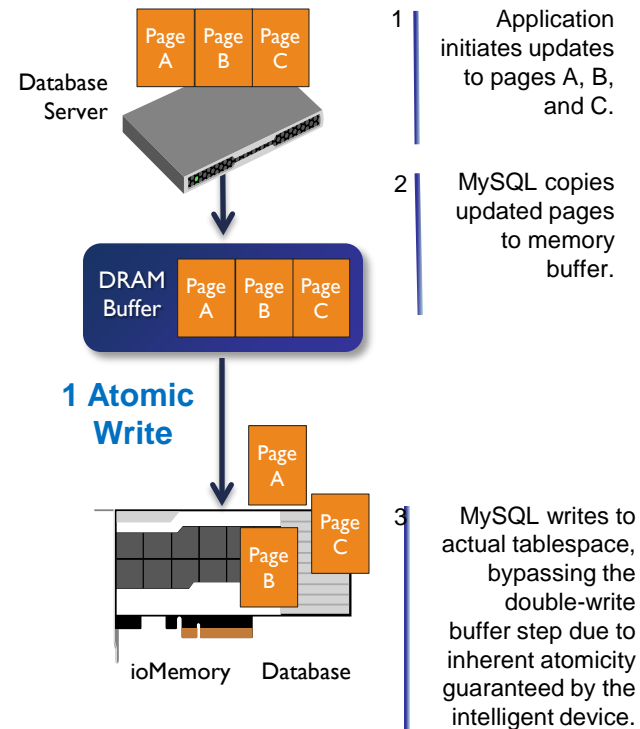 Page
A
Page
B
Page
C
Database
Server
1
Application
initiates updates
to pages A, B,
and C.
2
MySQL copies
updated pages
to memory
buffer.
DRAM
Buffer
Page
A
Page
B
Page
C
1 Atomic
Write
Page
A
Page
C
Page
B
ioMemory
Database
3
MySQL writes to
actual tablespace,
bypassing the
double-write
buffer step due to
inherent atomicity
guaranteed by the
intelligent device.